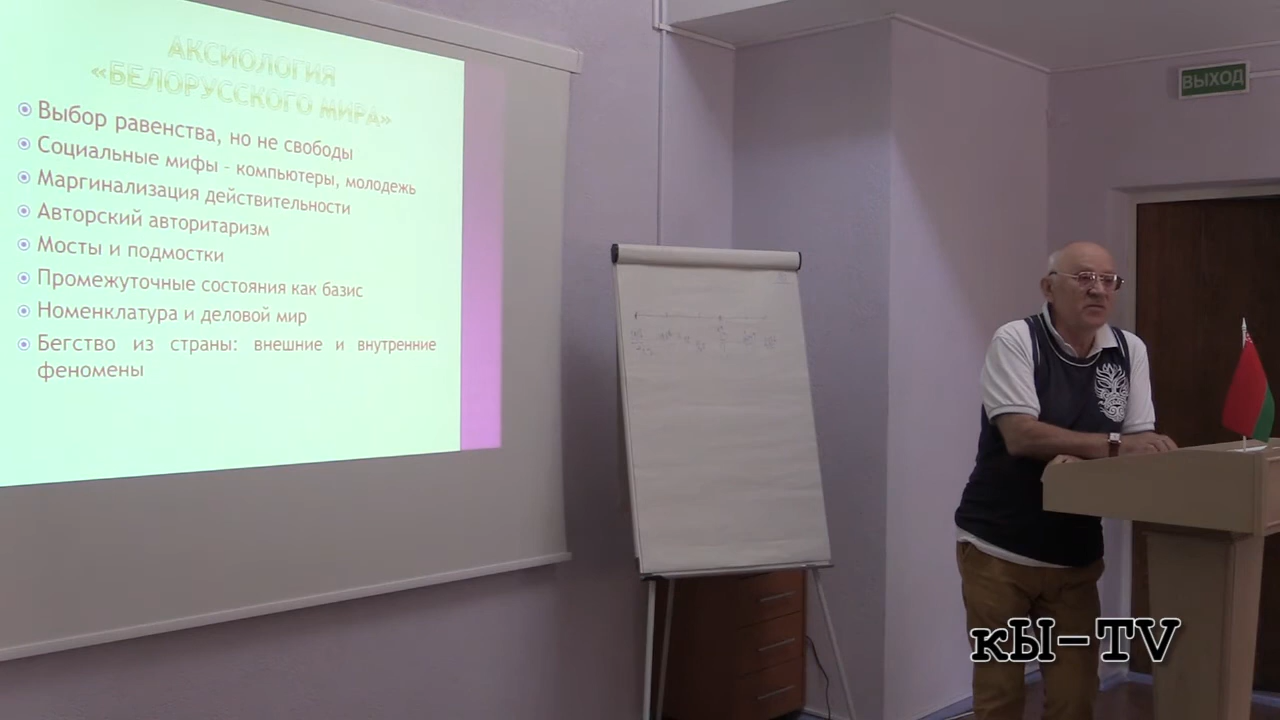 АКСИОЛОГИЯ
«БЕЛОРУССКОГО МИРА»
Выбор равенства, но не свободы
Социальные мифы – компьютеры, молодежь
Маргинализация действительности
Авторский авторитаризм
Мосты и подмостки
Промежуточные состояния как базис
Номенклатура и деловой мир
Бегство из страны: внешние и внутренние
феномены
ВЫХОД
кЫ-TV